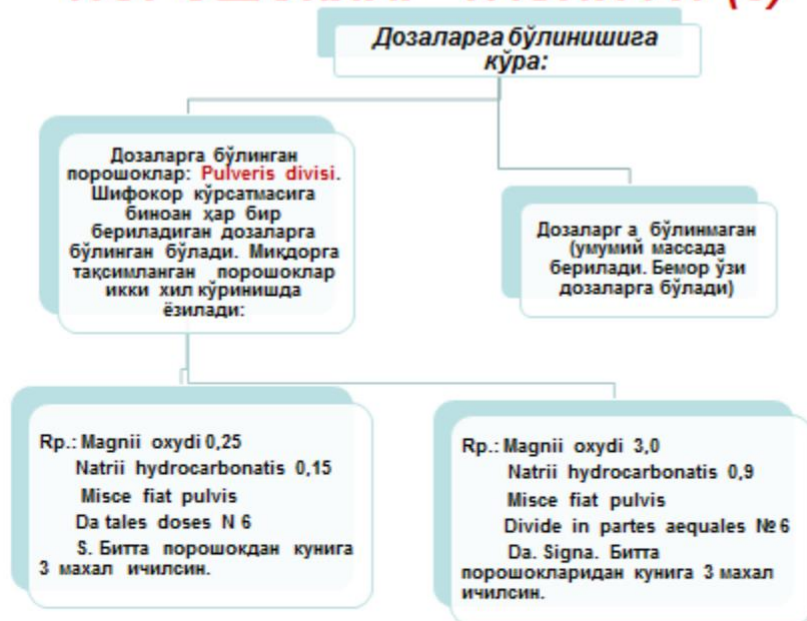 Дозаларга бўлинишига
кўра:
Дозаларга бўлинган
порошоклар: Pulveris divisi.
Шифокор кўрсатмасига
биноан ҳар бир
бериладиган дозаларга
бўлинган бўлади. Миқдорга
тақсимланган порошоклар
икки хил кўринишда
ёзилади:
Дозаларг а бўлинмаган
(умумий массада
берилади. Бемор ўзи
дозаларга бўлади)
Rp.: Magnii oxydi 0,25
Natrii hydrocarbonatis 0,15
Misce fiat pulvis
Da tales doses N 6
S. Битта порошокдан кунига
3 махал ичилсин.
Rp.: Magnii oxydi 3,0
Natrii hydrocarbonatis 0,9
Misce fiat pulvis
Divide in partes aequales № 6
Da. Signa. Битта
порошокларидан кунига 3 махал
ичилсин.